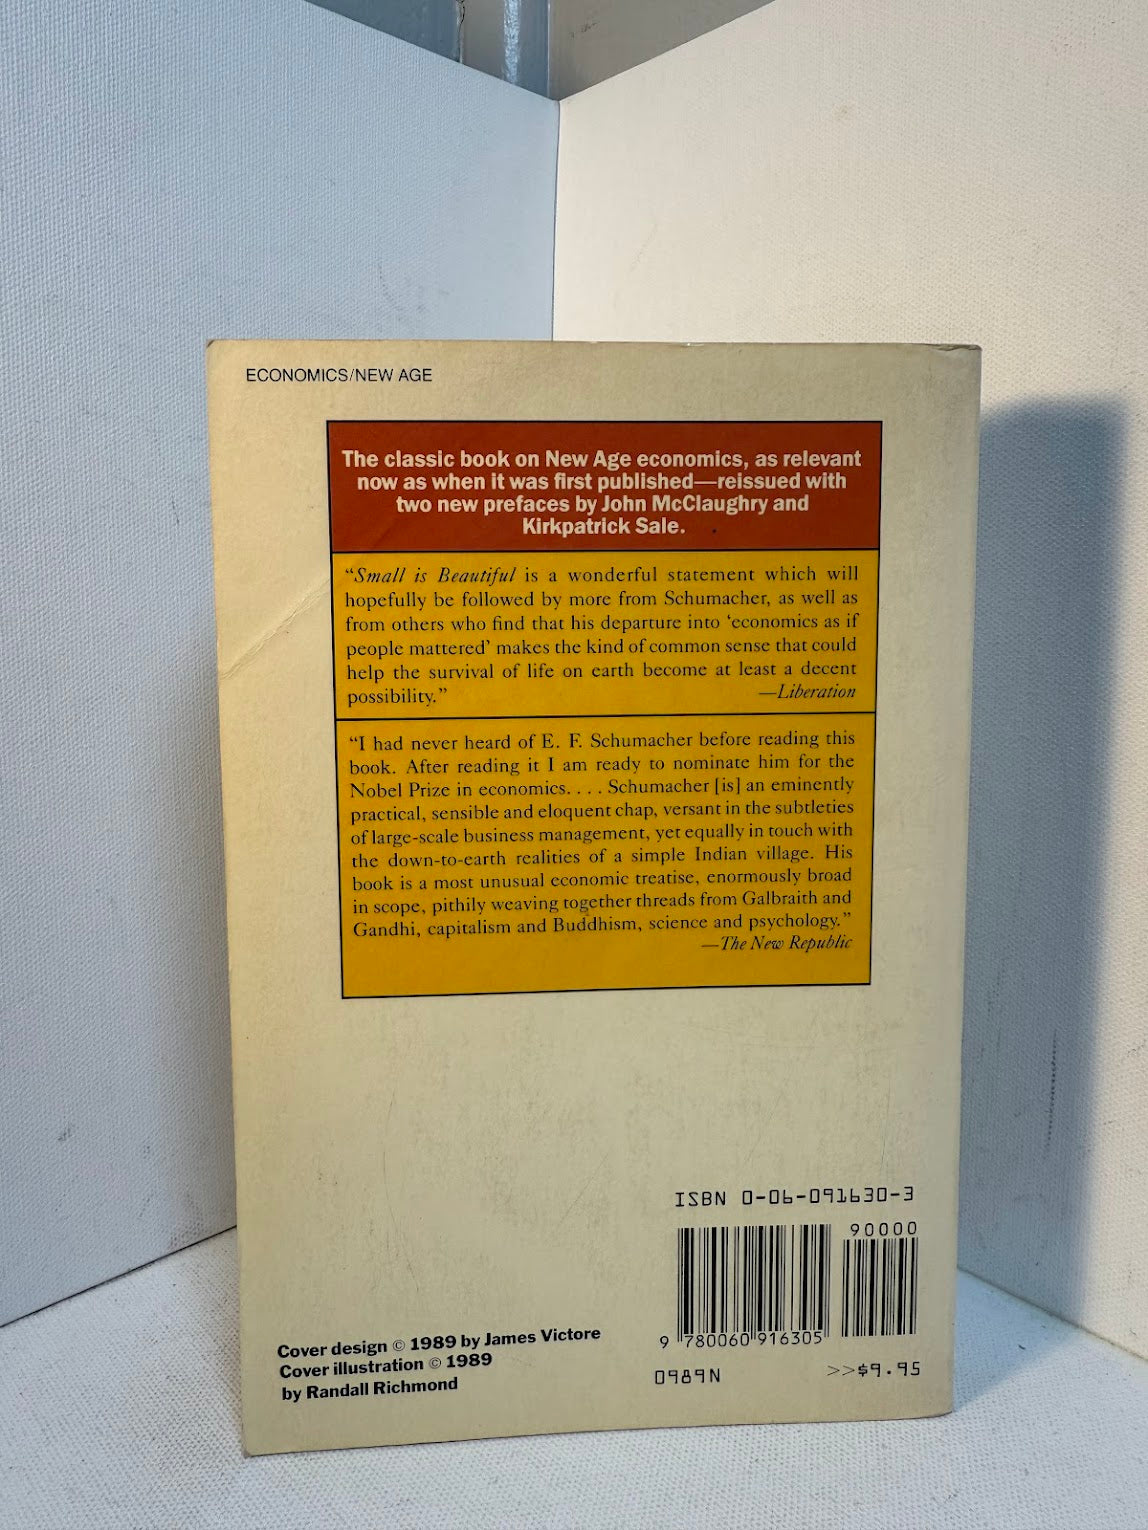 ECONOMICS/NEW AGE
The classic book on New Age economics, as relevant
now as when it was first published—reissued with
two new prefaces by John McClaughry and
Kirkpatrick Sale.
“Small is Beautiful is a wonderful statement which will
hopefully be followed by more from Schumacher, as well as
from others who find that his departure into ‘economics as if
people mattered’ makes the kind of common sense that could
help the survival of life on earth become at least a decent
possibility.” —Liberation
“I had never heard of E. F. Schumacher before reading this
book. After reading it I am ready to nominate him for the
Nobel Prize in economics. . . . Schumacher [is] an eminently
practical, sensible and eloquent chap, versant in the subtleties
of large-scale business management, yet equally in touch with
the down-to-earth realities of a simple Indian village. His
book is a most unusual economic treatise, enormously broad
in scope, pithily weaving together threads from Galbraith and
Gandhi, capitalism and Buddhism, science and psychology.”
—The New Republic
ISBN 0-06-091630-3
90000
9 780060 916305
0989N >>$9.95
Cover design © 1989 by James Victore
Cover illustration © 1989
by Randall Richmond